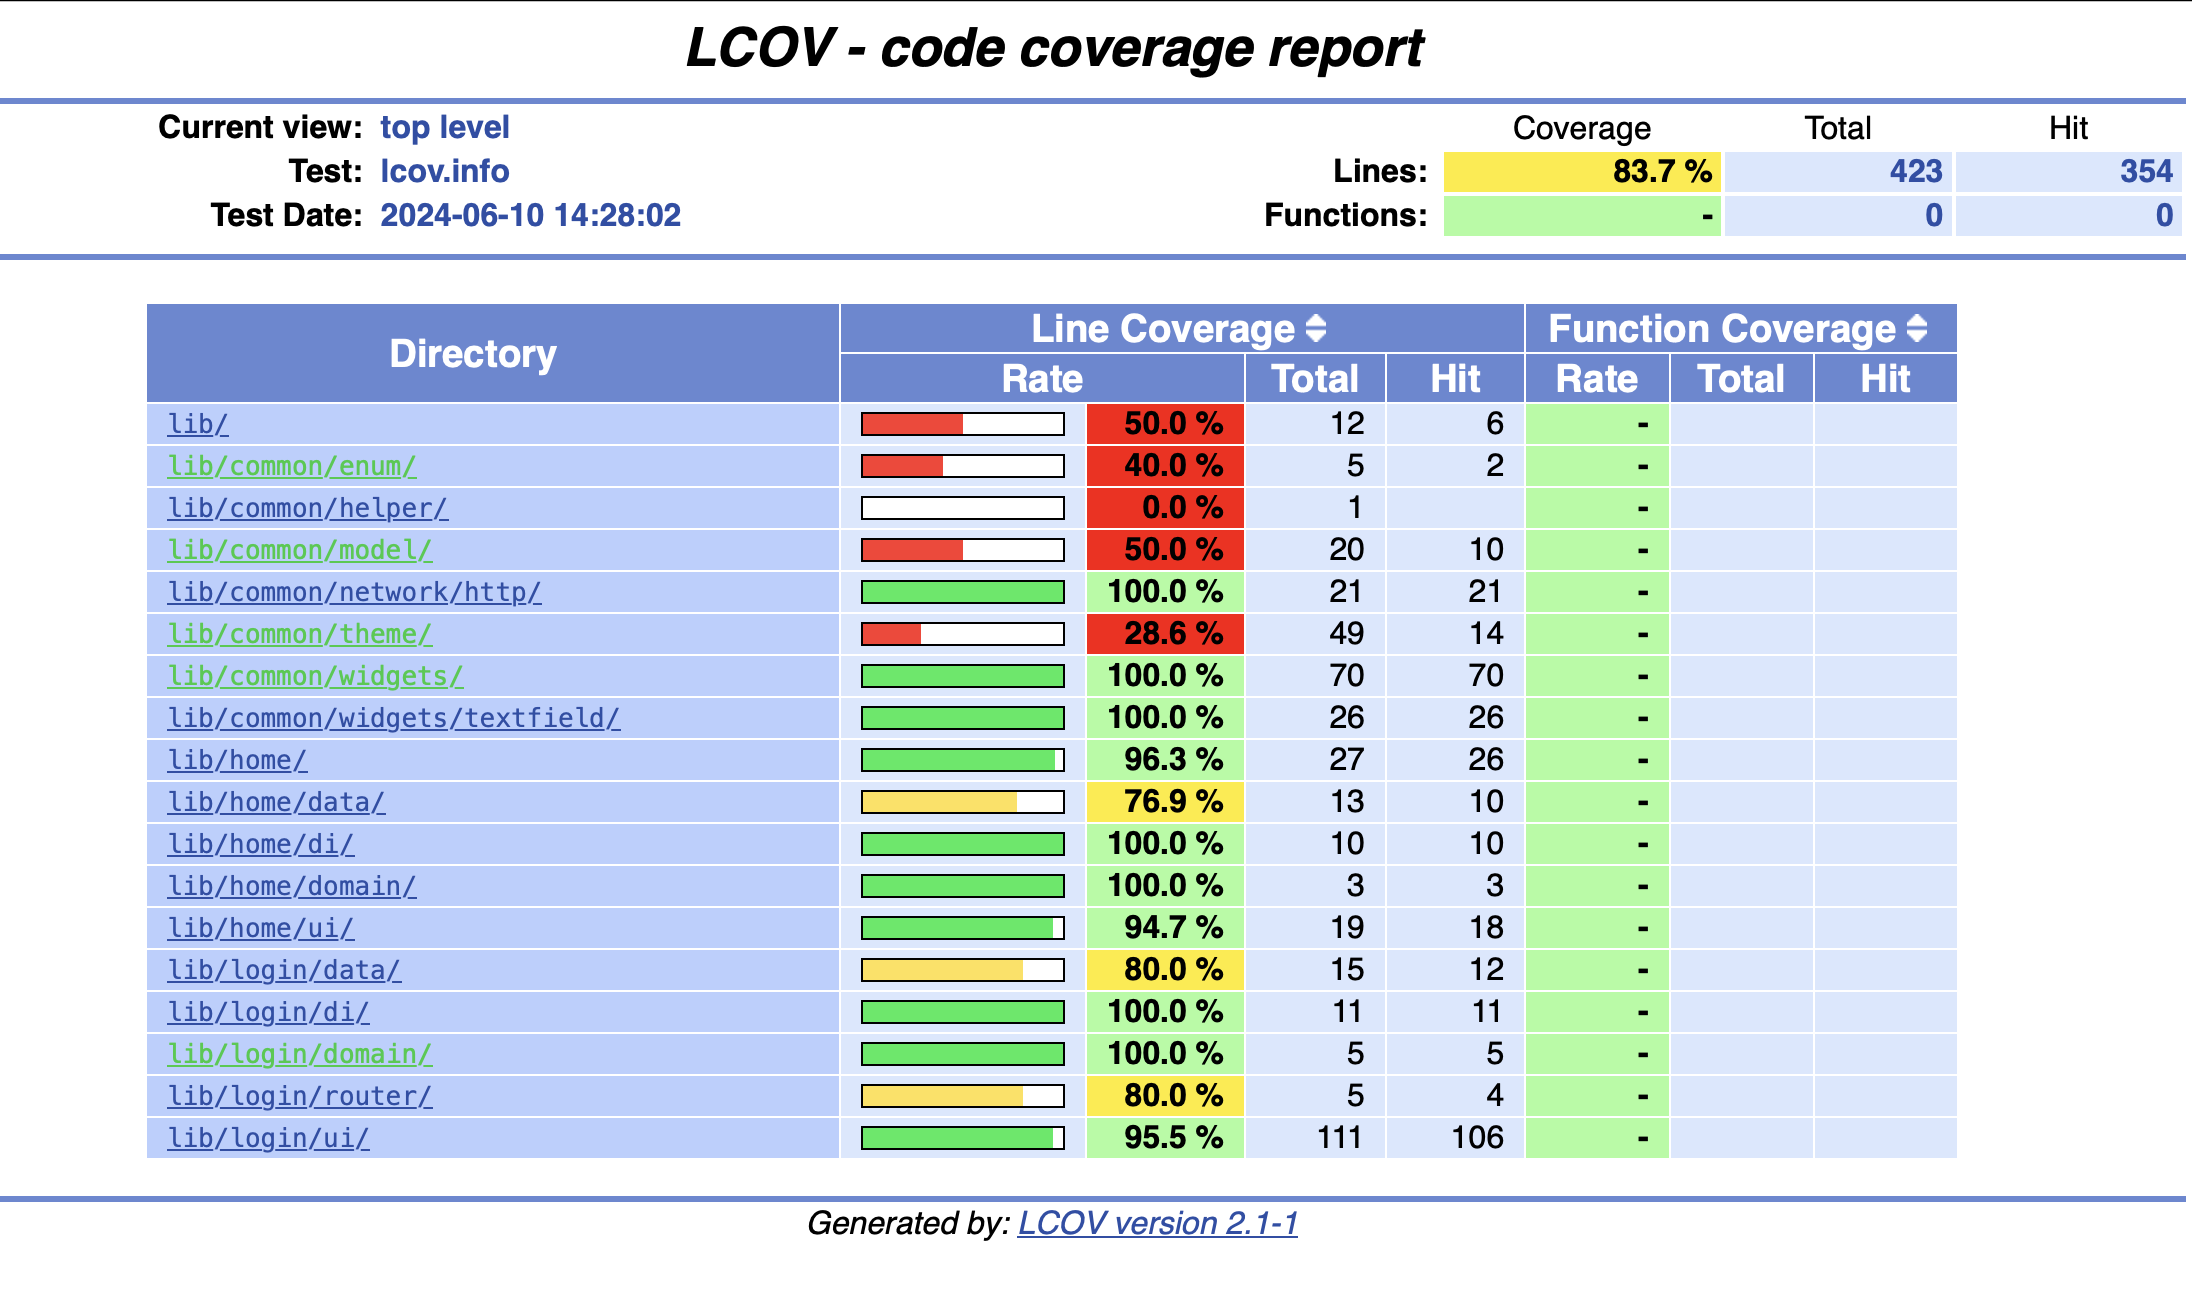 LCOV - code coverage report
Current view: top level
Coverage Total Hit
Test: lcov.info
Lines: 83.7 % 423 354
Test Date: 2024-06-10 14:28:02
Functions: - 0 0
Directory Line Coverage Function Coverage
Rate Total Hit Rate Total Hit
lib/ 50.0 % 12 6 -
lib/common/enum/ 40.0 % 5 2 -
lib/common/helper/ 0.0 % 1 -
lib/common/model/ 50.0 % 20 10 -
lib/common/network/http/ 100.0 % 21 21 -
lib/common/theme/ 28.6 % 49 14 -
lib/common/widgets/ 100.0 % 70 70 -
lib/common/widgets/textfield/ 100.0 % 26 26 -
lib/home/ 96.3 % 27 26 -
lib/home/data/ 76.9 % 13 10 -
lib/home/di/ 100.0 % 10 10 -
lib/home/domain/ 100.0 % 3 3 -
lib/home/ui/ 94.7 % 19 18 -
lib/login/data/ 80.0 % 15 12 -
lib/login/di/ 100.0 % 11 11 -
lib/login/domain/ 100.0 % 5 5 -
lib/login/router/ 80.0 % 5 4 -
lib/login/ui/ 95.5 % 111 106 -
Generated by: LCOV version 2.1-1